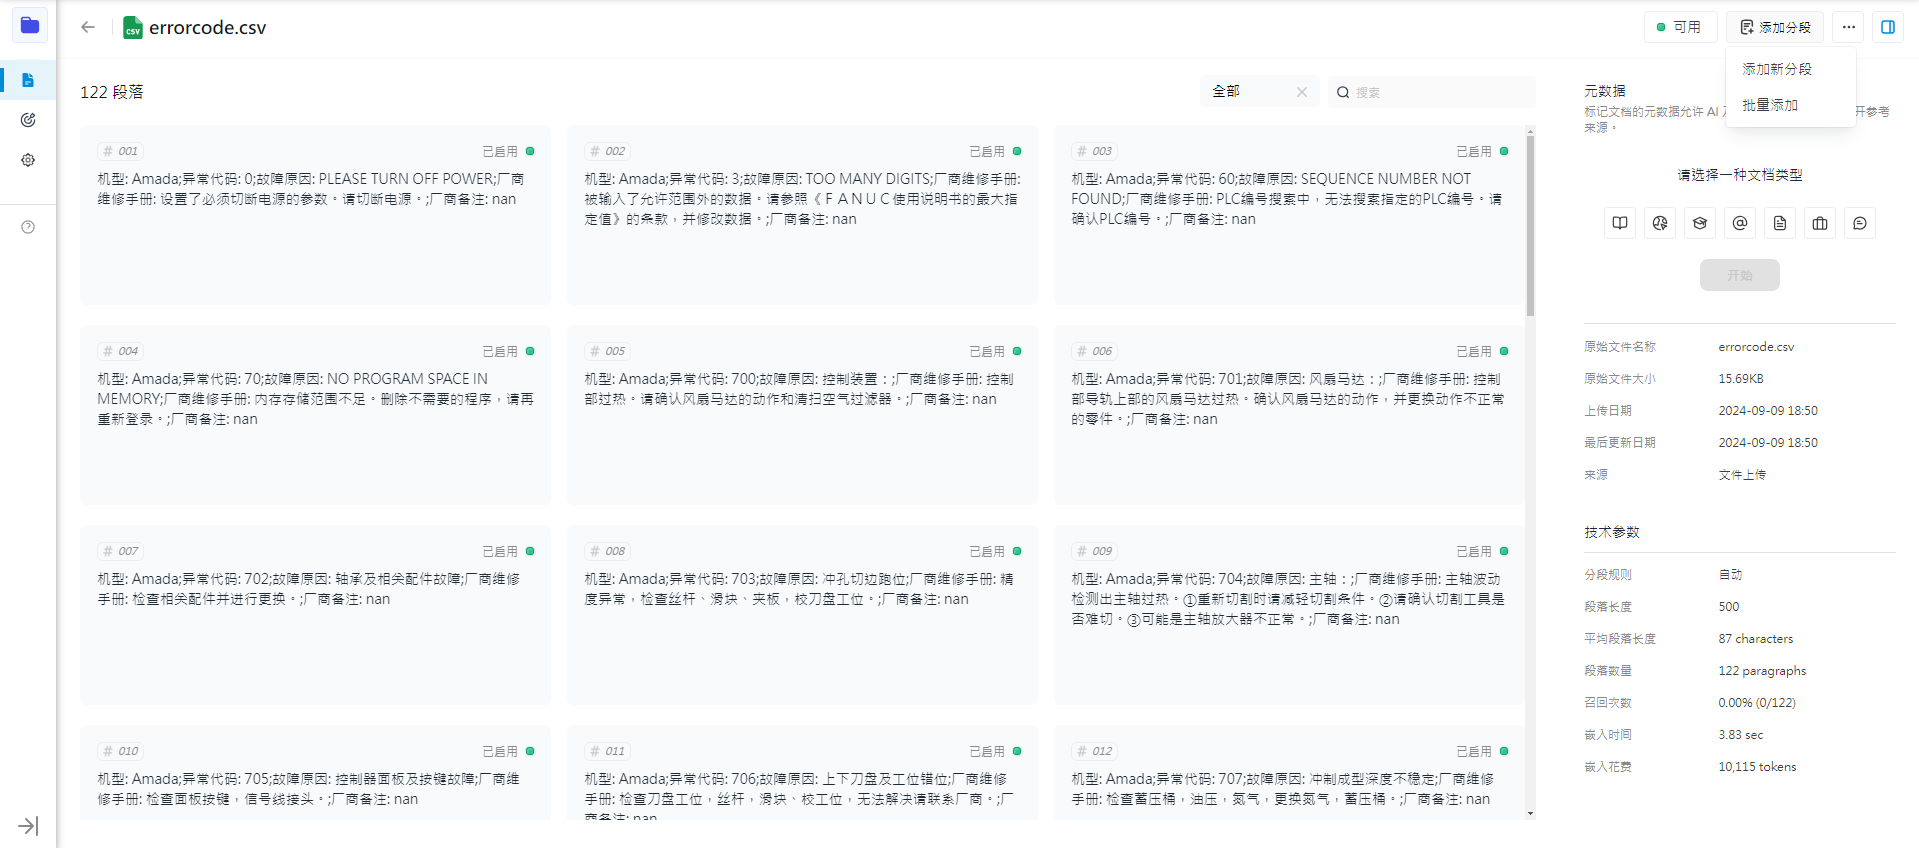 errorcode.csv
可用
添加分段
添加新分段
批量添加
122 段落
全部
搜索
# 001
已启用
机型: Amada;异常代码: 0;故障原因: PLEASE TURN OFF POWER;厂商
维修手册: 设置了必须切断电源的参数。请切断电源。;厂商备注: nan
# 002
已启用
机型: Amada;异常代码: 3;故障原因: TOO MANY DIGITS;厂商维修手册:
被输入了允许范围外的数据。请参照《ＦＡＮＵＣ使用说明书的最大指
定值》的条款，并修改数据。;厂商备注: nan
# 003
已启用
机型: Amada;异常代码: 60;故障原因: SEQUENCE NUMBER NOT
FOUND;厂商维修手册: PLC编号搜索中，无法搜索指定的PLC编号。请
确认PLC编号。;厂商备注: nan
# 004
已启用
机型: Amada;异常代码: 70;故障原因: NO PROGRAM SPACE IN
MEMORY;厂商维修手册: 内存存储范围不足。删除不需要的程序，请再
重新登录。;厂商备注: nan
# 005
已启用
机型: Amada;异常代码: 700;故障原因: 控制装置：;厂商维修手册: 控制
部过热。请确认风扇马达的动作和清扫空气过滤器。;厂商备注: nan
# 006
已启用
机型: Amada;异常代码: 701;故障原因: 风扇马达：;厂商维修手册: 控制
部导轨上部的风扇马达过热。确认风扇马达的动作，并更换动作不正常
的零件。;厂商备注: nan
# 007
已启用
机型: Amada;异常代码: 702;故障原因: 轴承及相关配件故障;厂商维修
手册: 检查相关配件并进行更换。;厂商备注: nan
# 008
已启用
机型: Amada;异常代码: 703;故障原因: 冲孔切边跑位;厂商维修手册: 精
度异常，检查丝杆、滑块、夹板，校刀盘工位。;厂商备注: nan
# 009
已启用
机型: Amada;异常代码: 704;故障原因: 主轴：;厂商维修手册: 主轴波动
检测出主轴过热。①重新切割时请减轻切割条件。②请确认切割工具是
否难切。③可能是主轴放大器不正常。;厂商备注: nan
# 010
已启用
机型: Amada;异常代码: 705;故障原因: 控制器面板及按键故障;厂商维
修手册: 检查面板按键，信号线接头。;厂商备注: nan
# 011
已启用
机型: Amada;异常代码: 706;故障原因: 上下刀盘及工位错位;厂商维修
手册: 检查刀盘工位，丝杆，滑块、校工位，无法解决请联系厂商。;厂
商备注: nan
# 012
已启用
机型: Amada;异常代码: 707;故障原因: 冲制成型深度不稳定;厂商维修
手册: 检查蓄压桶，油压，氮气，更换氮气，蓄压桶。;厂商备注: nan
元数据
标记文档的元数据允许 AI
开参考
来源。
请选择一种文档类型
开始
原始文件名称 errorcode.csv
原始文件大小 15.69KB
上传日期 2024-09-09 18:50
最后更新日期 2024-09-09 18:50
来源 文件上传
技术参数
分段规则 自动
段落长度 500
平均段落长度 87 characters
段落数量 122 paragraphs
召回次数 0.00% (0/122)
嵌入时间 3.83 sec
嵌入花费 10,115 tokens